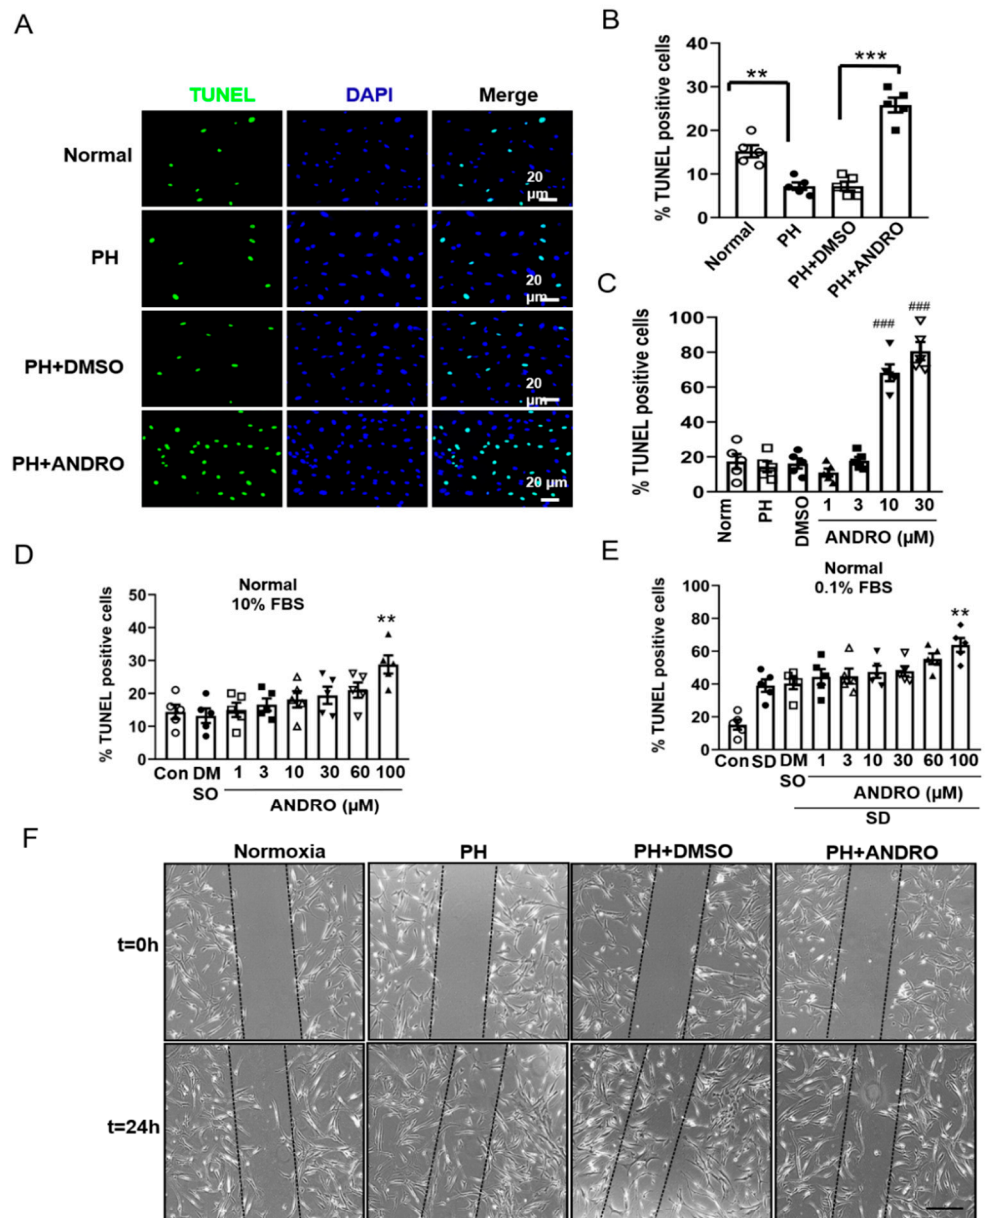 A
TUNEL DAPI Merge
Normal
20
µm
PH
20
µm
PH+DMSO
20
µm
PH+ANDRO
20 µm
B
% TUNEL positive cells
40
30
20
10
0
** ***
Normal PH PH+DMSO PH+ANDRO
C
% TUNEL positive cells
100
80
60
40
20
0
### ###
Norm PH DMSO 1 3 10 30
ANDRO (µM)
D
Normal
10% FBS
% TUNEL positive cells
50
40
30
20
10
0
**
Con DM 1 3 10 30 60 100
SO
ANDRO (µM)
E
Normal
0.1% FBS
% TUNEL positive cells
100
80
60
40
20
0
**
Con SD DM 1 3 10 30 60 100
SO
ANDRO (µM)
SD
F
Normoxia PH PH+DMSO PH+ANDRO
t=0h
t=24h